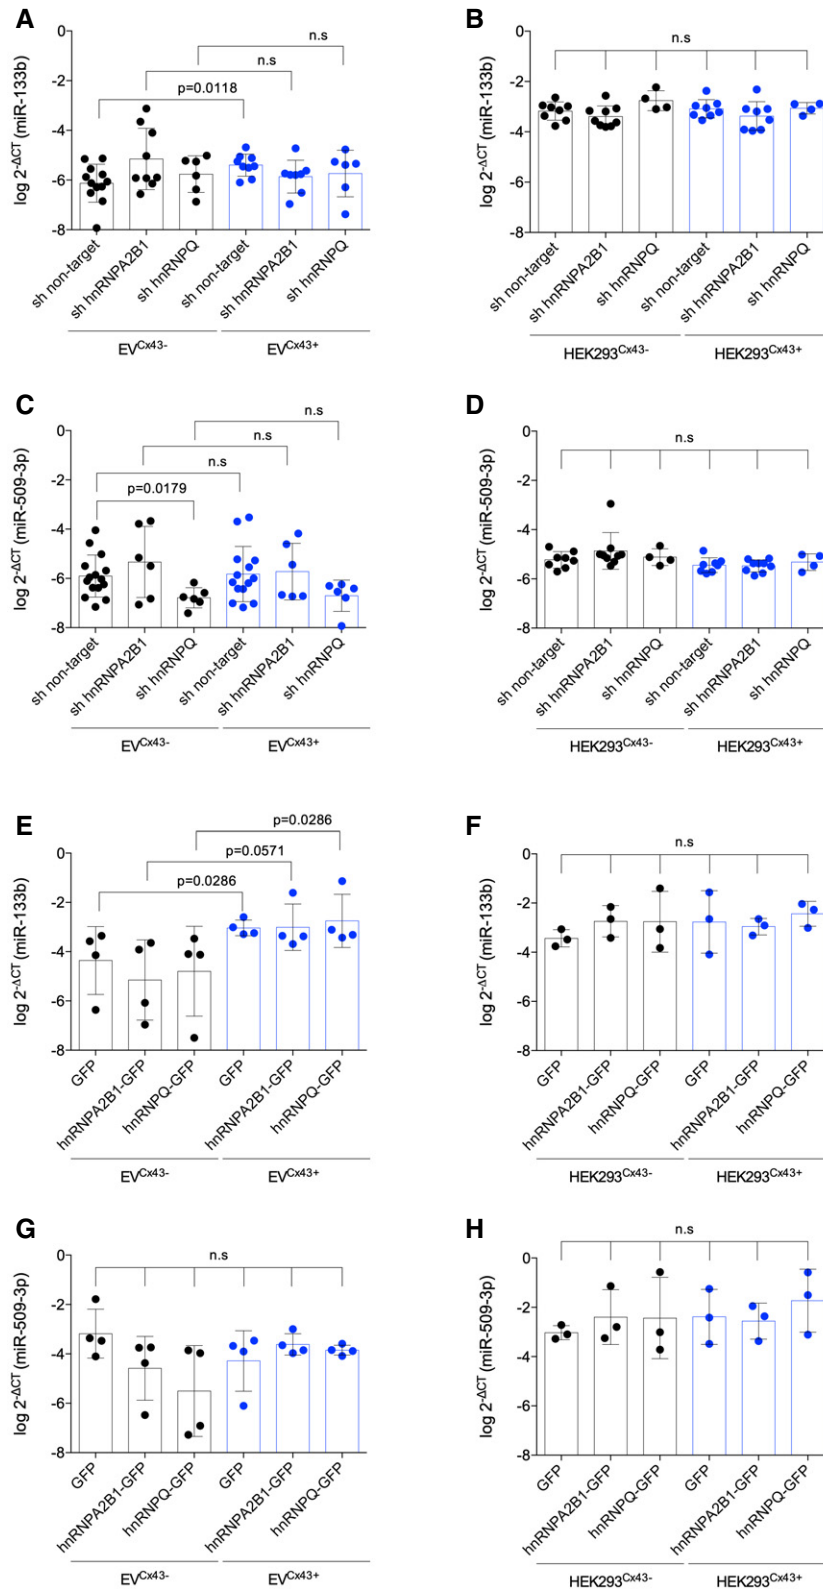 A
log 2-ΔCT (miR-133b)
0
-2
-4
-6
-8
n.s
n.s
p=0.0118
sh non-target
sh hnRNPA2B1
sh hnRNPQ
sh non-target
sh hnRNPA2B1
sh hnRNPQ
EVCx43-
EVCx43+
B
log 2-ΔCT (miR-133b)
0
-2
-4
-6
-8
n.s
sh non-target
sh hnRNPA2B1
sh hnRNPQ
sh non-target
sh hnRNPA2B1
sh hnRNPQ
HEK293Cx43-
HEK293Cx43+
C
log 2-ΔCT (miR-509-3p)
0
-2
-4
-6
-8
n.s
n.s
n.s
p=0.0179
sh non-target
sh hnRNPA2B1
sh hnRNPQ
sh non-target
sh hnRNPA2B1
sh hnRNPQ
EVCx43-
EVCx43+
D
log 2-ΔCT (miR-509-3p)
0
-2
-4
-6
-8
n.s
sh non-target
sh hnRNPA2B1
sh hnRNPQ
sh non-target
sh hnRNPA2B1
sh hnRNPQ
HEK293Cx43-
HEK293Cx43+
E
log 2-ΔCT (miR-133b)
0
-2
-4
-6
-8
p=0.0286
p=0.0571
p=0.0286
GFP
hnRNPA2B1-GFP
hnRNPQ-GFP
GFP
hnRNPA2B1-GFP
hnRNPQ-GFP
EVCx43-
EVCx43+
F
log 2-ΔCT (miR-133b)
0
-2
-4
-6
-8
n.s
GFP
hnRNPA2B1-GFP
hnRNPQ-GFP
GFP
hnRNPA2B1-GFP
hnRNPQ-GFP
HEK293Cx43-
HEK293Cx43+
G
log 2-ΔCT (miR-509-3p)
0
-2
-4
-6
-8
n.s
GFP
hnRNPA2B1-GFP
hnRNPQ-GFP
GFP
hnRNPA2B1-GFP
hnRNPQ-GFP
EVCx43-
EVCx43+
H
log 2-ΔCT (miR-509-3p)
0
-2
-4
-6
-8
n.s
GFP
hnRNPA2B1-GFP
hnRNPQ-GFP
GFP
hnRNPA2B1-GFP
hnRNPQ-GFP
HEK293Cx43-
HEK293Cx43+